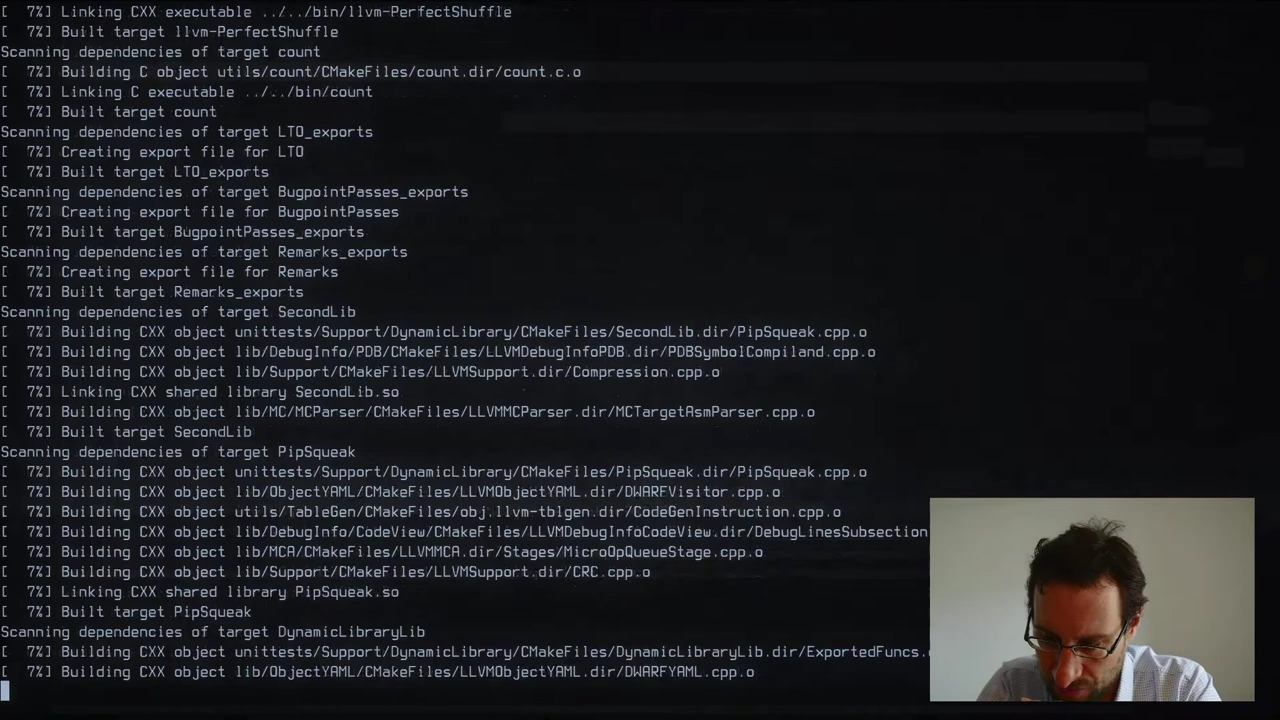 [  7%] Linking CXX executable ../../bin/llvm-PerfectShuffle
[  7%] Built target llvm-PerfectShuffle
Scanning dependencies of target count
[  7%] Building C object utils/count/CMakeFiles/count.dir/count.c.o
[  7%] Linking C executable ../../bin/count
[  7%] Built target count
Scanning dependencies of target LTO_exports
[  7%] Creating export file for LTO
[  7%] Built target LTO_exports
Scanning dependencies of target BugpointPasses_exports
[  7%] Creating export file for BugpointPasses
[  7%] Built target BugpointPasses_exports
Scanning dependencies of target Remarks_exports
[  7%] Creating export file for Remarks
[  7%] Built target Remarks_exports
Scanning dependencies of target SecondLib
[  7%] Building CXX object unittests/Support/DynamicLibrary/CMakeFiles/SecondLib.dir/PipSqueak.cpp.o
[  7%] Building CXX object lib/DebugInfo/PDB/CMakeFiles/LLVMDebugInfoPDB.dir/PDBSymbolCompiland.cpp.o
[  7%] Building CXX object lib/Support/CMakeFiles/LLVMSupport.dir/Compression.cpp.o
[  7%] Linking CXX shared library SecondLib.so
[  7%] Building CXX object lib/MC/MCParser/CMakeFiles/LLVMMCParser.dir/MCTargetAsmParser.cpp.o
[  7%] Built target SecondLib
Scanning dependencies of target PipSqueak
[  7%] Building CXX object unittests/Support/DynamicLibrary/CMakeFiles/PipSqueak.dir/PipSqueak.cpp.o
[  7%] Building CXX object lib/ObjectYAML/CMakeFiles/LLVMObjectYAML.dir/DWARFVisitor.cpp.o
[  7%] Building CXX object utils/TableGen/CMakeFiles/obj.llvm-tblgen.dir/CodeGenInstruction.cpp.o
[  7%] Building CXX object lib/DebugInfo/CodeView/CMakeFiles/LLVMDebugInfoCodeView.dir/DebugLinesSubsection
[  7%] Building CXX object lib/MCA/CMakeFiles/LLVMMCA.dir/Stages/MicroOpQueueStage.cpp.o
[  7%] Building CXX object lib/Support/CMakeFiles/LLVMSupport.dir/CRC.cpp.o
[  7%] Linking CXX shared library PipSqueak.so
[  7%] Built target PipSqueak
Scanning dependencies of target DynamicLibraryLib
[  7%] Building CXX object unittests/Support/DynamicLibrary/CMakeFiles/DynamicLibraryLib.dir/ExportedFuncs.
[  7%] Building CXX object lib/ObjectYAML/CMakeFiles/LLVMObjectYAML.dir/DWARFYAML.cpp.o